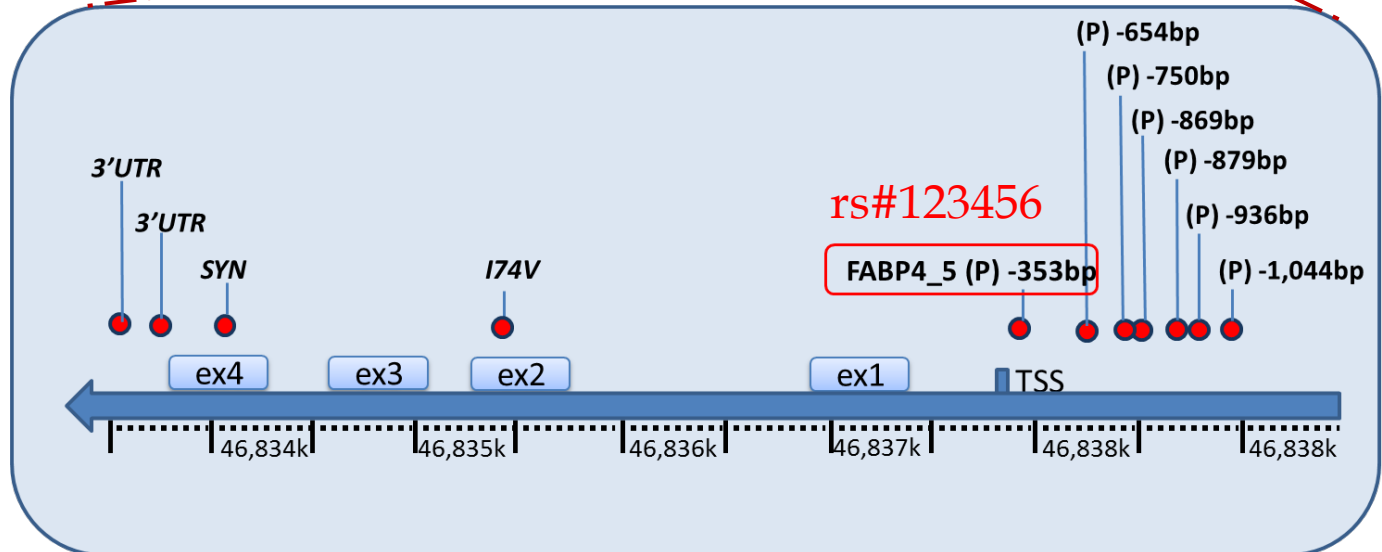 (P) -654bp
(P) -750bp
(P) -869bp
3’UTR
(P) -879bp
rs#123456
3’UTR
(P) -936bp
SYN
I74V
FABP4_5 (P) -353bp
(P) -1,044bp
ex4
ex3
ex2
ex1
TSS
46,834k
46,835k
46,836k
46,837k
46,838k
46,838k